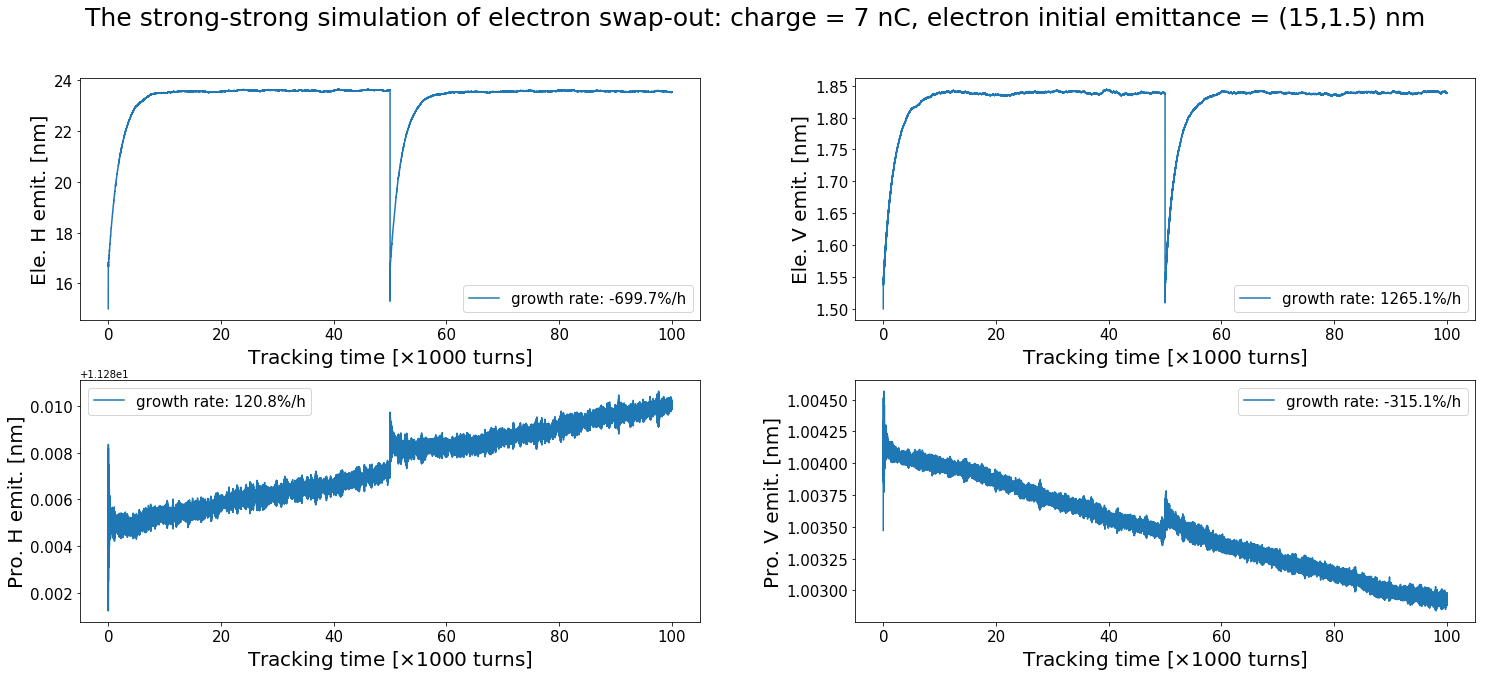 The strong-strong simulation of electron swap-out: charge = 7 nC, electron initial emittance = (15,1.5) nm
24
22
20
18
16
Ele. H emit. [nm]
growth rate: -699.7%/h
0 20 40 60 80 100
Tracking time [×1000 turns]
1.85
1.80
1.75
1.70
1.65
1.60
1.55
1.50
Ele. V emit. [nm]
growth rate: 1265.1%/h
0 20 40 60 80 100
Tracking time [×1000 turns]
+1.128e1
0.010
0.008
0.006
0.004
0.002
Pro. H emit. [nm]
growth rate: 120.8%/h
0 20 40 60 80 100
Tracking time [×1000 turns]
1.00450
1.00425
1.00400
1.00375
1.00350
1.00325
1.00300
Pro. V emit. [nm]
growth rate: -315.1%/h
0 20 40 60 80 100
Tracking time [×1000 turns]